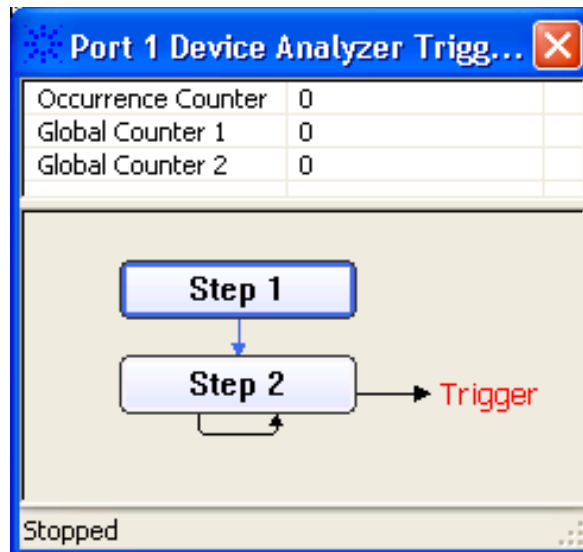 Port 1 Device Analyzer Trigg...
Occurrence Counter 0
Global Counter 1 0
Global Counter 2 0
Step 1
Step 2
Trigger
Stopped